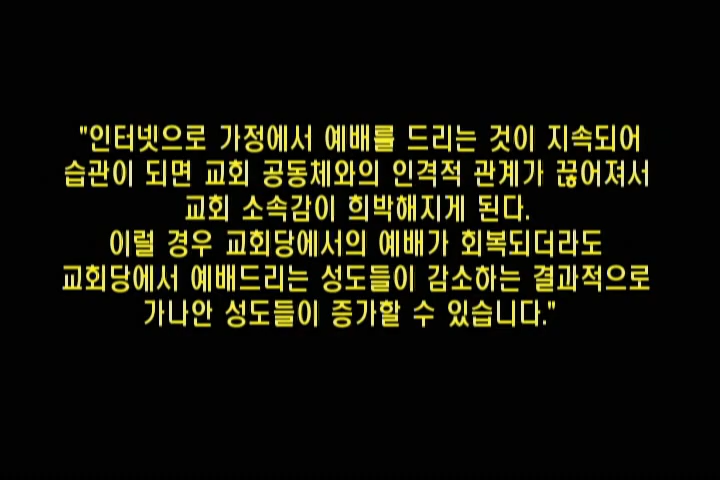 "인터넷으로 가정에서 예배를 드리는 것이 지속되어
습관이 되면 교회 공동체와의 인격적 관계가 끊어져서
교회 소속감이 희박해지게 된다.
이럴 경우 교회당에서의 예배가 회복되더라도
교회당에서 예배드리는 성도들이 감소하는 결과적으로
가나안 성도들이 증가할 수 있습니다."